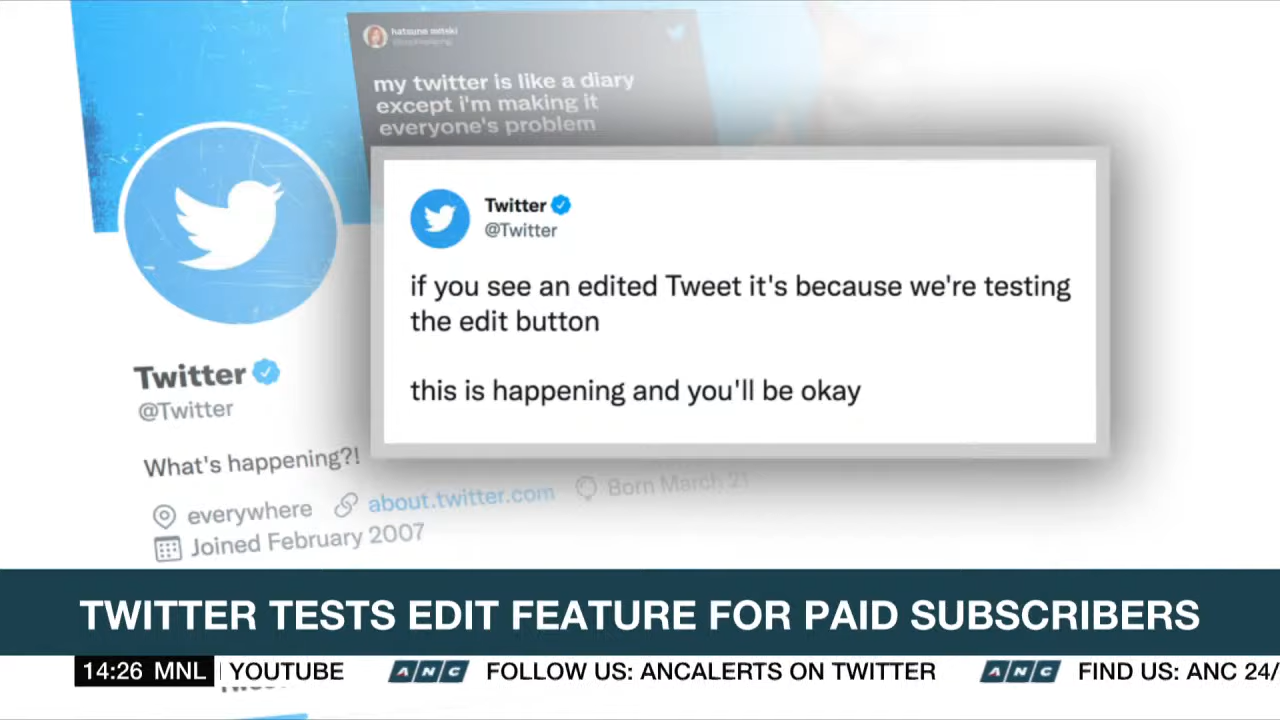 hatsune mitski
my twitter is like a diary
except i'm making it
everyone's problem
Twitter
@Twitter
if you see an edited Tweet it's because we're testing
the edit button
this is happening and you'll be okay
Twitter
@Twitter
What's happening?!
everywhere about.twitter.com Born March 21
Joined February 2007
TWITTER TESTS EDIT FEATURE FOR PAID SUBSCRIBERS
14:26 MNL YOUTUBE ANC FOLLOW US: ANCALERTS ON TWITTER ANC FIND US: ANC 24/